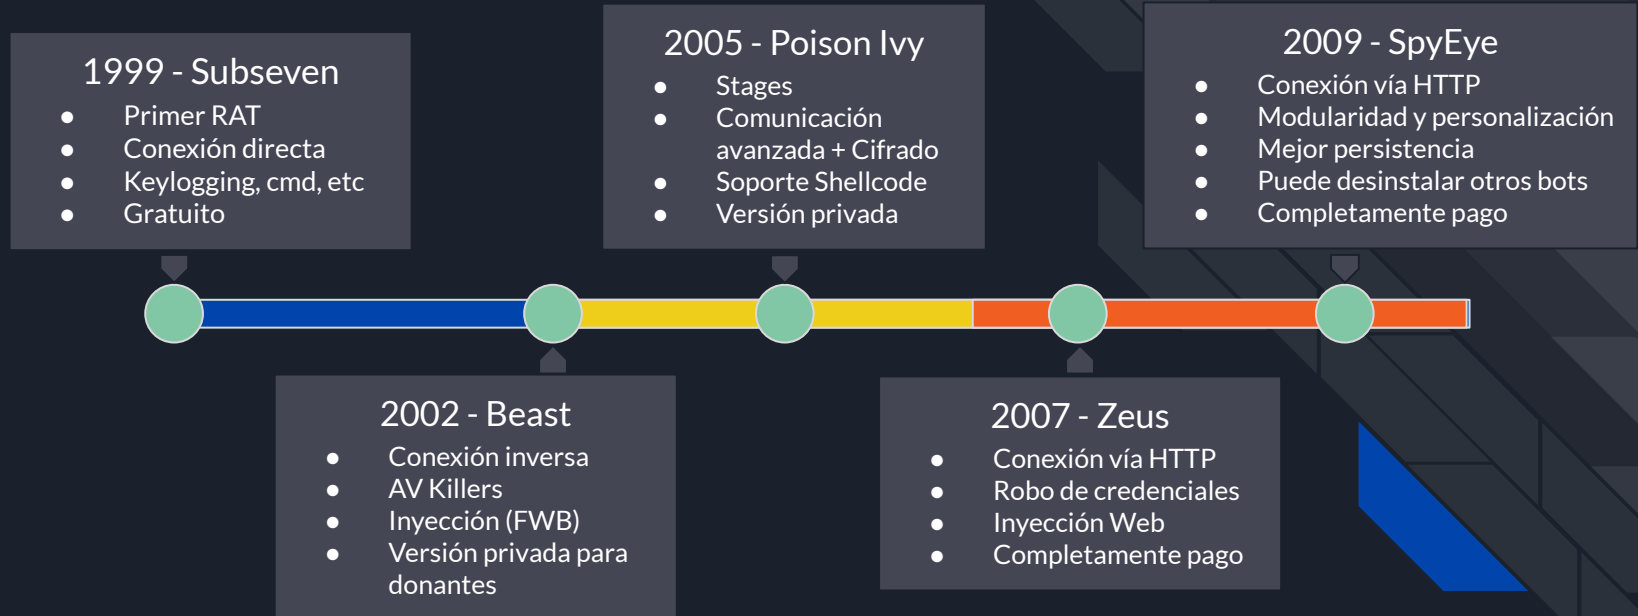 1999 - Subseven
● Primer RAT
● Conexión directa
● Keylogging, cmd, etc
● Gratuito
2002 - Beast
● Conexión inversa
● AV Killers
● Inyección (FWB)
● Versión privada para
donantes
2005 - Poison Ivy
● Stages
● Comunicación
avanzada + Cifrado
● Soporte Shellcode
● Versión privada
2007 - Zeus
● Conexión vía HTTP
● Robo de credenciales
● Inyección Web
● Completamente pago
2009 - SpyEye
● Conexión vía HTTP
● Modularidad y personalización
● Mejor persistencia
● Puede desinstalar otros bots
● Completamente pago